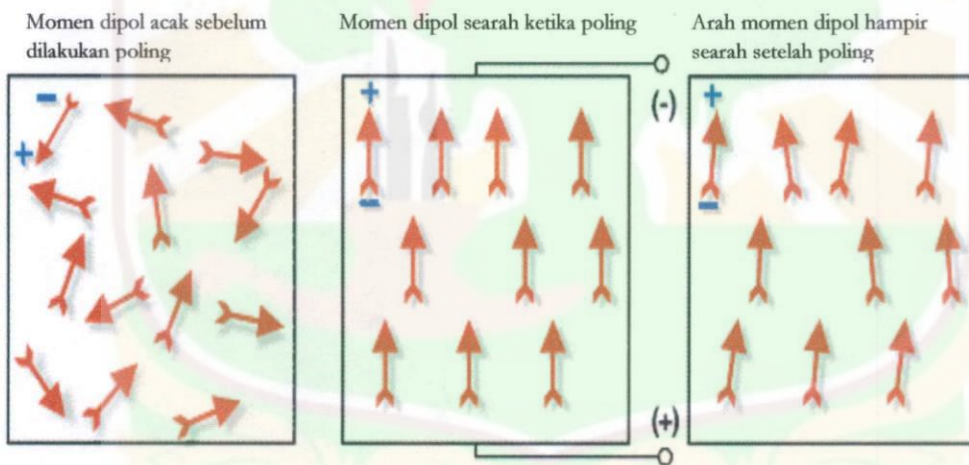 Momen dipol acak sebelum
dilakukan poling
Momen dipol searah ketika poling
Arah momen dipol hampir
searah setelah poling
-
+
+
-
(-)
(+)
+
-